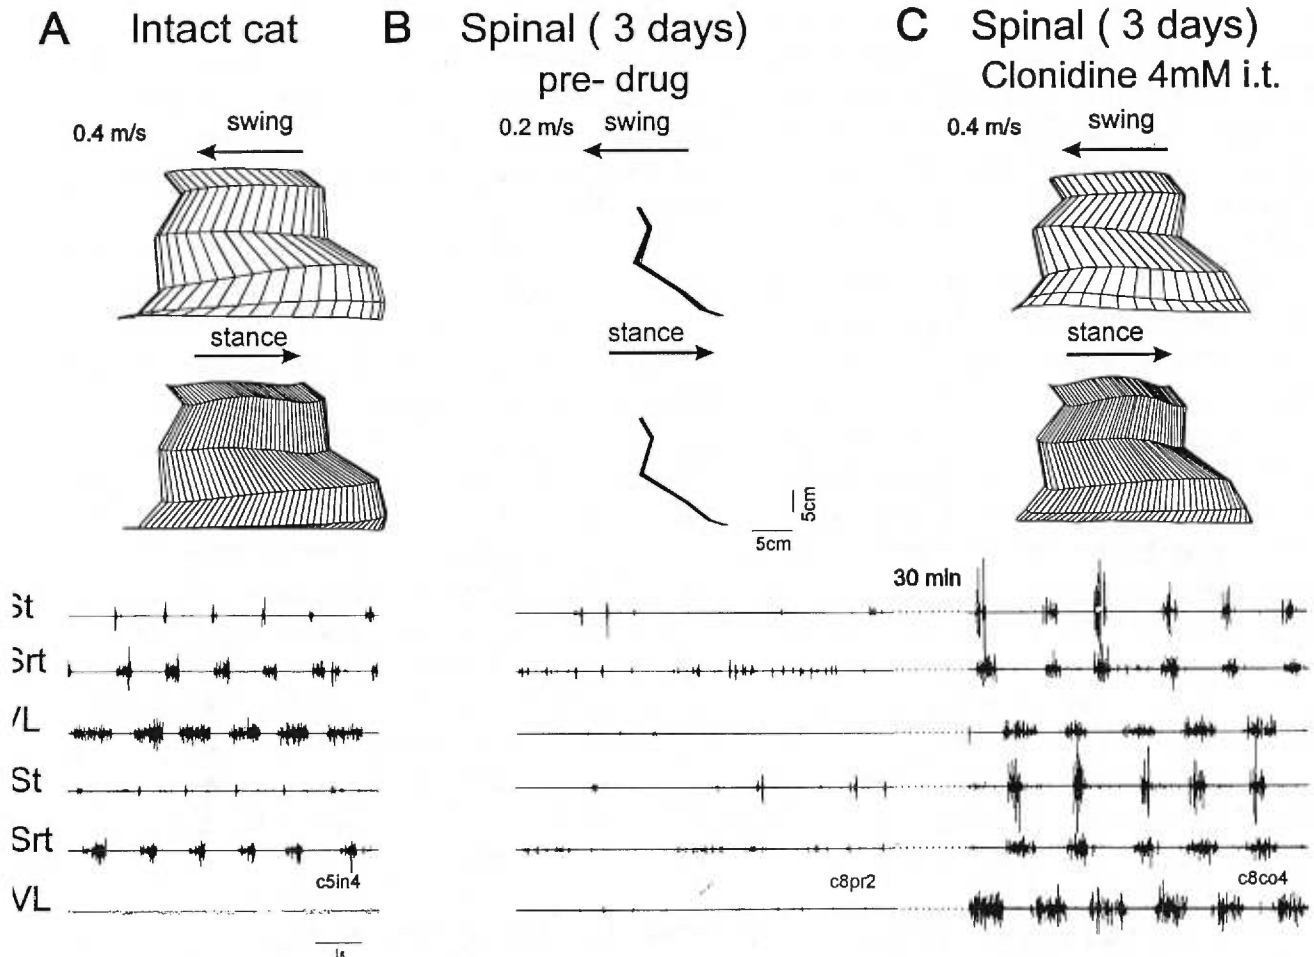 A Intact cat
B Spinal ( 3 days)
pre- drug
C Spinal ( 3 days)
Clonidine 4mM i.t.
0.4 m/s swing
0.2 m/s swing
0.4 m/s swing
stance
stance
stance
5cm
5cm
30 min
St
Srt
VL
St
Srt
VL
c5in4
c8pr2
c8co4
1s